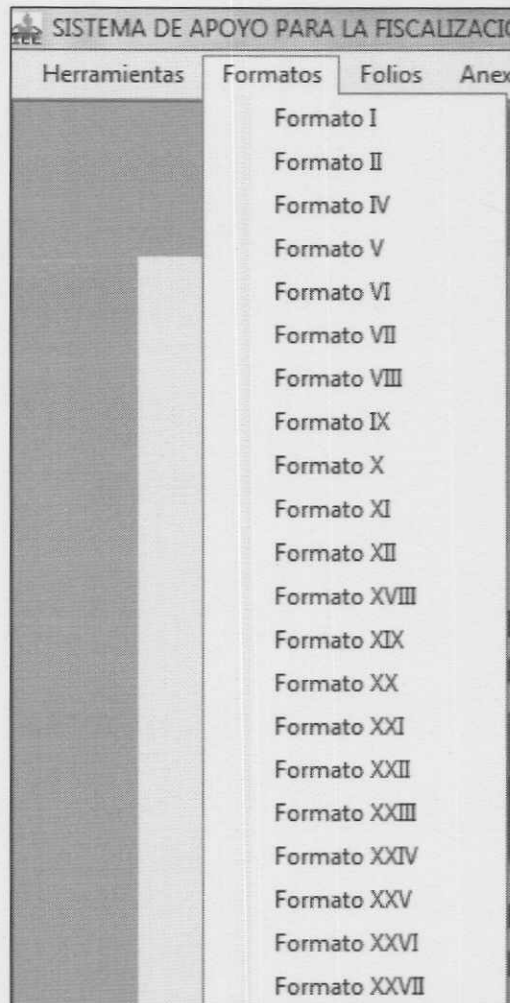 IEE SISTEMA DE APOYO PARA LA FISCALIZACIÓ
Herramientas Formatos Folios Anex
Formato I
Formato II
Formato IV
Formato V
Formato VI
Formato VII
Formato VIII
Formato IX
Formato X
Formato XI
Formato XII
Formato XVIII
Formato XIX
Formato XX
Formato XXI
Formato XXII
Formato XXIII
Formato XXIV
Formato XXV
Formato XXVI
Formato XXVII